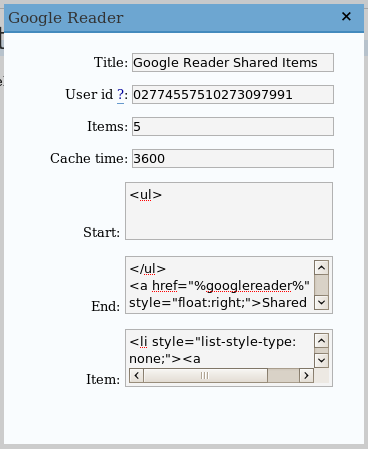 Google Reader ×
Title: Google Reader Shared Items
User id ?: 02774557510273097991
Items: 5
Cache time: 3600
Start: <ul>
End: </ul>
<a href="%googlereader%"
style="float:right;">Shared
Item: <li style="list-style-type:
none;"><a